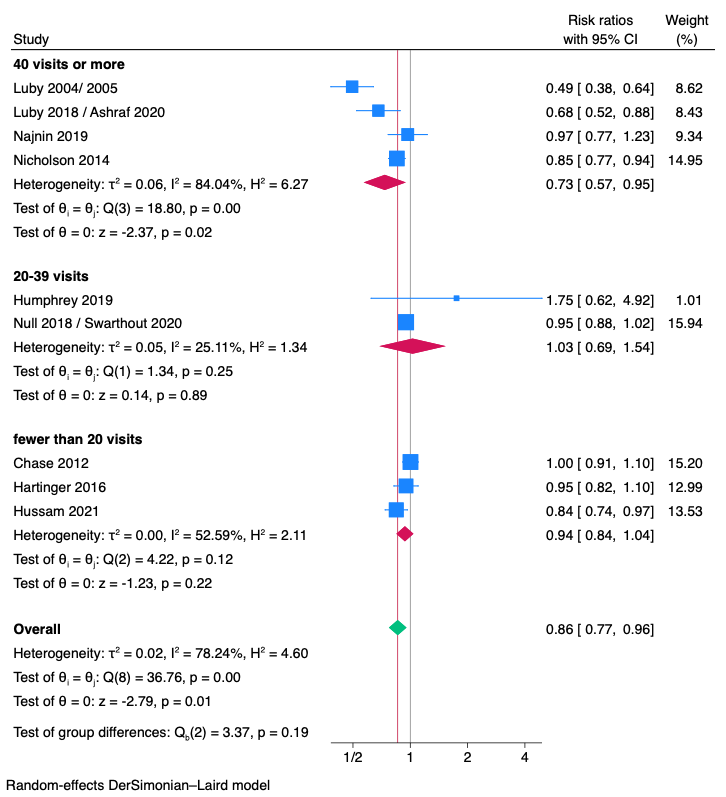 Risk ratios Weight
Study with 95% CI (%)
40 visits or more
Luby 2004/ 2005 0.49 [ 0.38, 0.64] 8.62
Luby 2018 / Ashraf 2020 0.68 [ 0.52, 0.88] 8.43
Najnin 2019 0.97 [ 0.77, 1.23] 9.34
Nicholson 2014 0.85 [ 0.77, 0.94] 14.95
Heterogeneity: τ² = 0.06, I² = 84.04%, H² = 6.27 0.73 [ 0.57, 0.95]
Test of θᵢ = θⱼ: Q(3) = 18.80, p = 0.00
Test of θ = 0: z = -2.37, p = 0.02
20-39 visits
Humphrey 2019 1.75 [ 0.62, 4.92] 1.01
Null 2018 / Swarthout 2020 0.95 [ 0.88, 1.02] 15.94
Heterogeneity: τ² = 0.05, I² = 25.11%, H² = 1.34 1.03 [ 0.69, 1.54]
Test of θᵢ = θⱼ: Q(1) = 1.34, p = 0.25
Test of θ = 0: z = 0.14, p = 0.89
fewer than 20 visits
Chase 2012 1.00 [ 0.91, 1.10] 15.20
Hartinger 2016 0.95 [ 0.82, 1.10] 12.99
Hussam 2021 0.84 [ 0.74, 0.97] 13.53
Heterogeneity: τ² = 0.00, I² = 52.59%, H² = 2.11 0.94 [ 0.84, 1.04]
Test of θᵢ = θⱼ: Q(2) = 4.22, p = 0.12
Test of θ = 0: z = -1.23, p = 0.22
Overall 0.86 [ 0.77, 0.96]
Heterogeneity: τ² = 0.02, I² = 78.24%, H² = 4.60
Test of θᵢ = θⱼ: Q(8) = 36.76, p = 0.00
Test of θ = 0: z = -2.79, p = 0.01
Test of group differences: Q_b(2) = 3.37, p = 0.19
1/2 1 2 4
Random-effects DerSimonian–Laird model